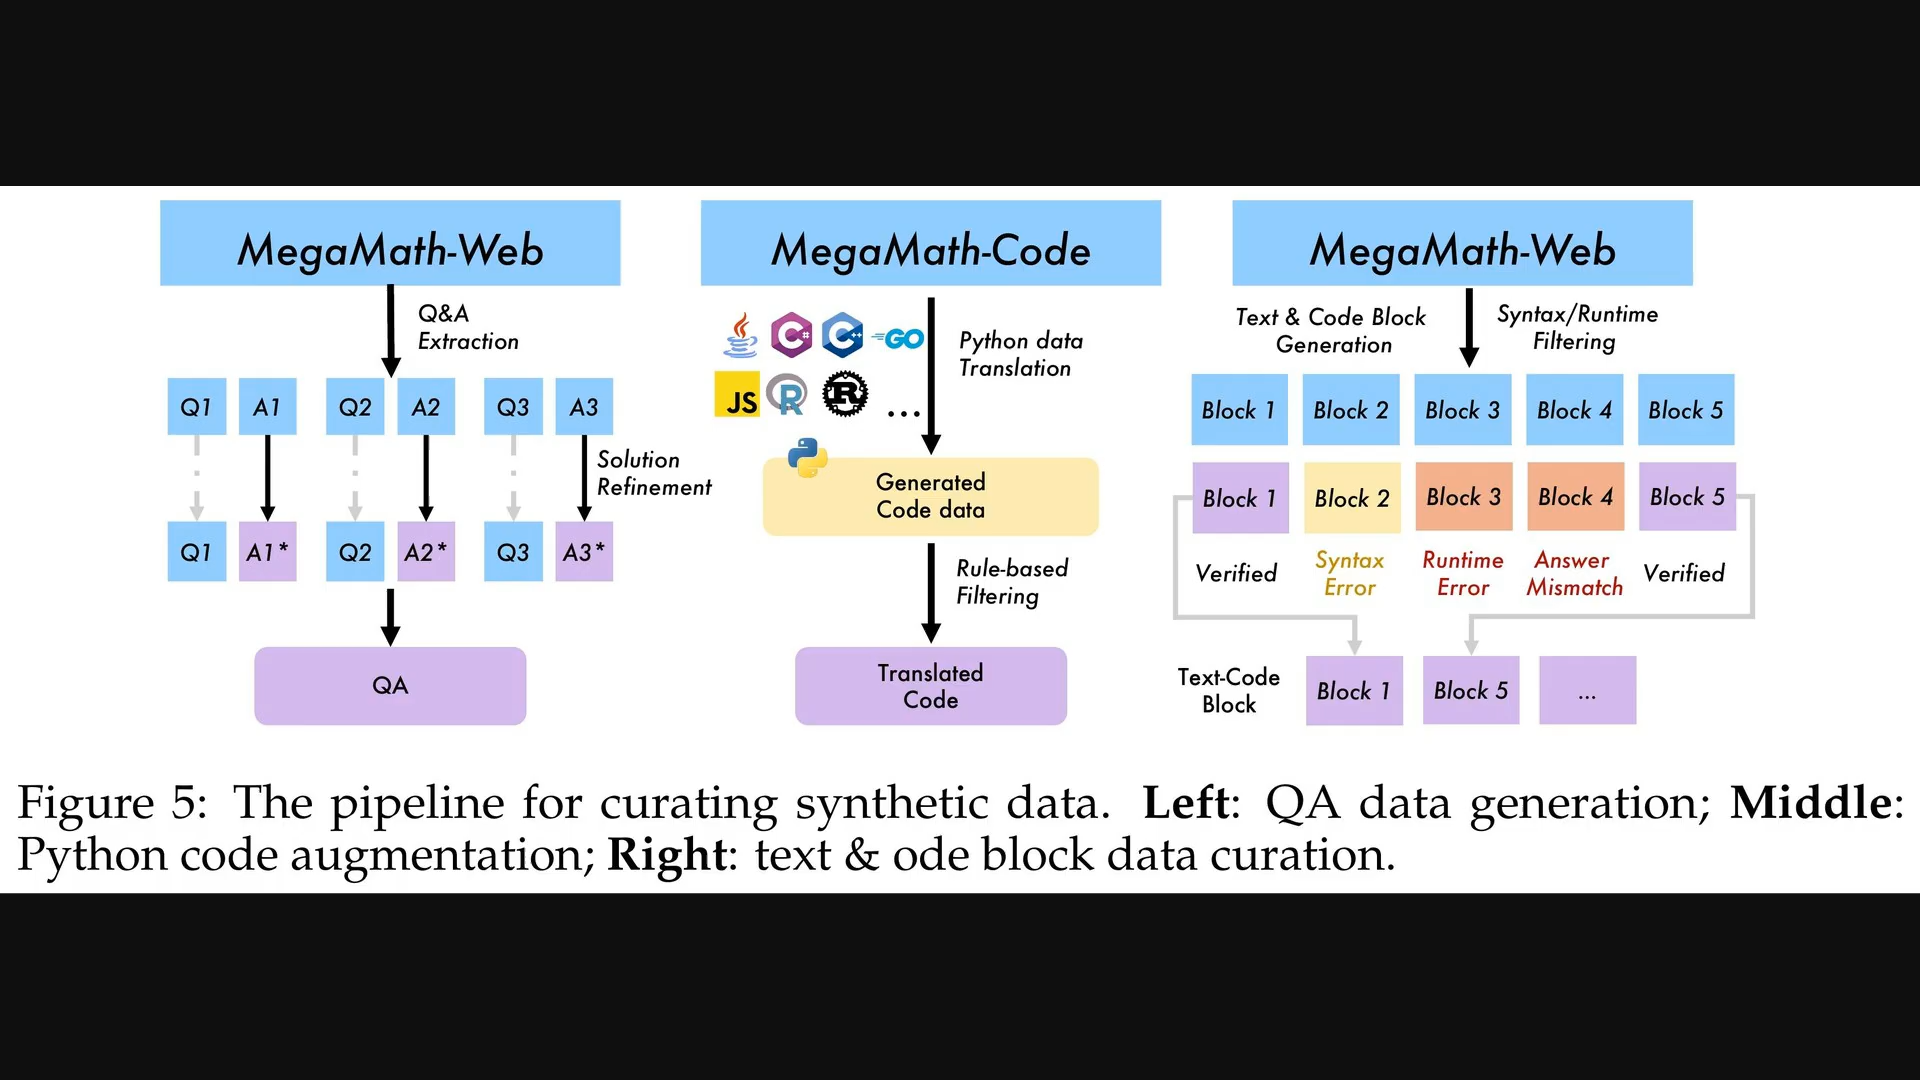 MegaMath-Web
Q&A
Extraction
Q1 A1 Q2 A2 Q3 A3
Solution
Refinement
Q1 A1* Q2 A2* Q3 A3*
QA
MegaMath-Code
Python data
Translation
C#
C++
GO
JS
R
R
...
Generated
Code data
Rule-based
Filtering
Translated
Code
MegaMath-Web
Text & Code Block
Generation
Syntax/Runtime
Filtering
Block 1 Block 2 Block 3 Block 4 Block 5
Block 1 Block 2 Block 3 Block 4 Block 5
Verified
Syntax
Error
Runtime
Error
Answer
Mismatch
Verified
Text-Code
Block
Block 1 Block 5 ...
Figure 5: The pipeline for curating synthetic data. Left: QA data generation; Middle:
Python code augmentation; Right: text & ode block data curation.